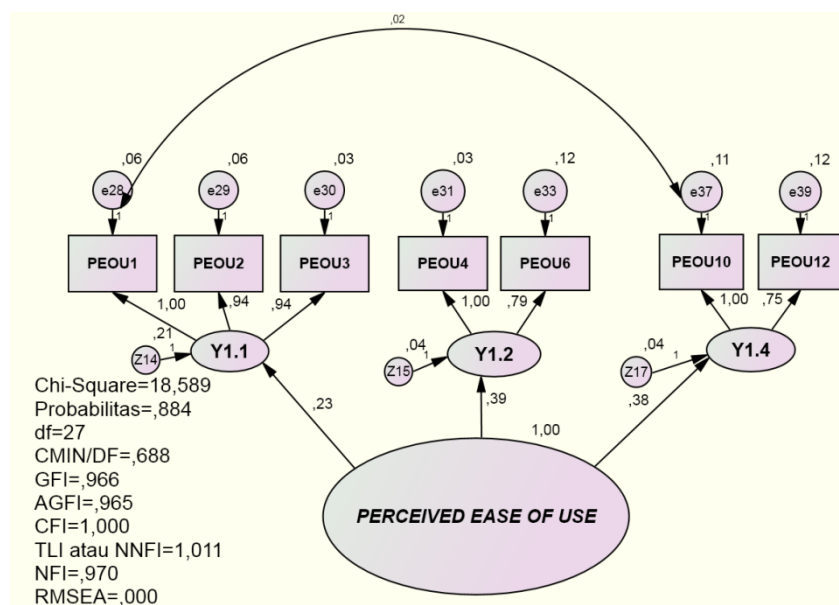 ,02
,06 ,06 ,03 ,03 ,12 ,11 ,12
e28 e29 e30 e31 e33 e37 e39
1 1 1 1 1 1 1
PEOU1 PEOU2 PEOU3 PEOU4 PEOU6 PEOU10 PEOU12
1,00 ,94 ,94 1,00 ,79 1,00 ,75
,21 ,04 ,04
Z14 1 Y1.1 Z15 1 Y1.2 Z17 1 Y1.4
Chi-Square=18,589
Probabilitas=,884
df=27
CMIN/DF=,688
GFI=,966
AGFI=,965
CFI=1,000
TLI atau NNFI=1,011
NFI=,970
RMSEA=,000
,23 ,39 ,38
1,00
PERCEIVED EASE OF USE